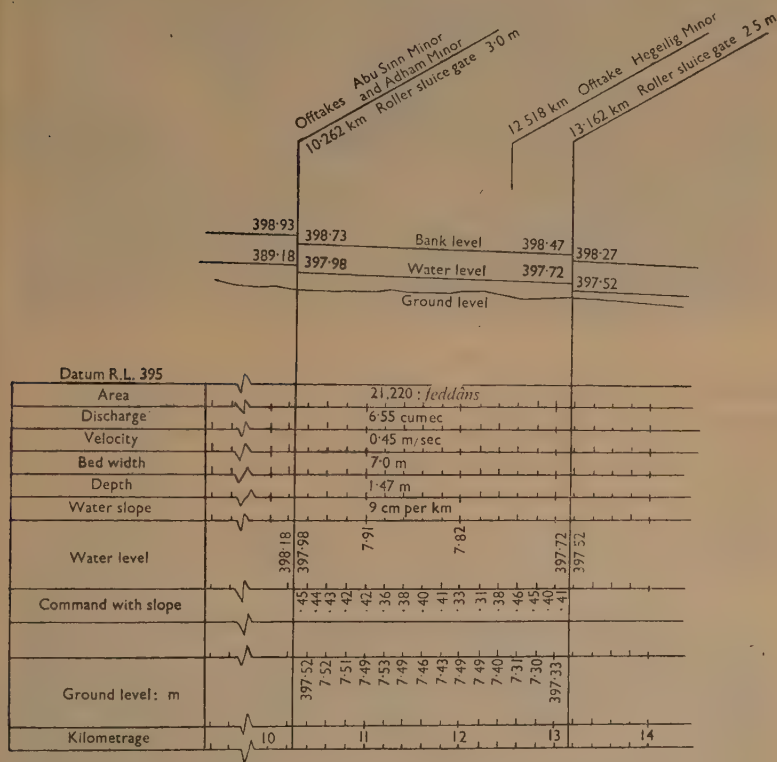 Offtakes Abu Sinn Minor
and Adham Minor
10·262 km Roller sluice gate 3·0 m
12 518 km Offtake Hegeilig Minor
13·162 km Roller sluice gate 2 5 m
398·93
398·73 Bank level 398·47
398·27
389·18 397·98 Water level 397·72
397·52
Ground level
Datum R.L. 395
Area 21,220 : feddâns
Discharge 6·55 cumec
Velocity 0·45 m/sec
Bed width 7·0 m
Depth 1·47 m
Water slope 9 cm per km
Water level 398·18 397·98 7·91 7·82 397·72 397 52
Command with slope ·45 ·44 ·43 ·42 ·42 ·36 ·38 ·40 ·41 ·33 ·31 ·38 ·46 ·45 ·40 ·41
Ground level: m 397·52 7·52 7·51 7·49 7·53 7·49 7·46 7·43 7·49 7·49 7·40 7·31 7·30 397·33
Kilometrage 10 11 12 13 14